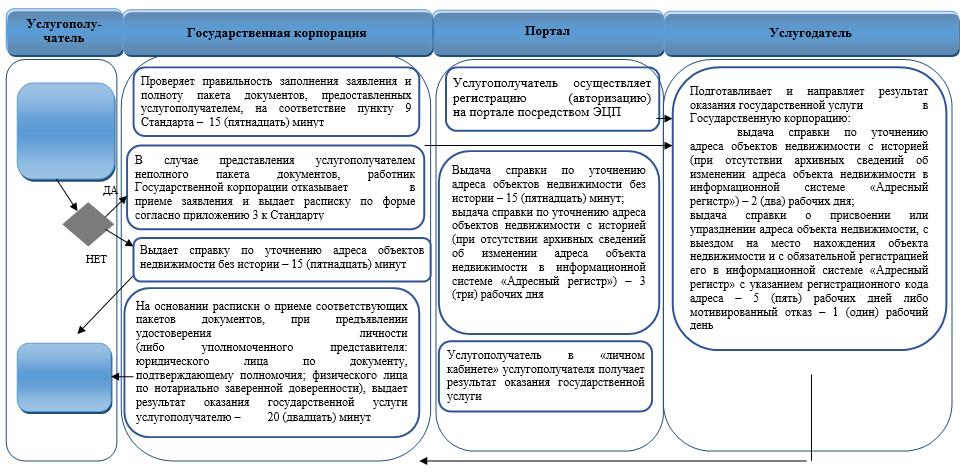 Услугополу-
чатель
Государственная корпорация
Портал
Услугодатель
Проверяет правильность заполнения заявления и
полноту пакета документов, предоставленных
услугополучателем, на соответствие пункту 9
Стандарта – 15 (пятнадцать) минут
В случае представления услугополучателем
неполного пакета документов, работник
Государственной корпорации отказывает в
приеме заявления и выдает расписку по форме
согласно приложению 3 к Стандарту
ДА
НЕТ
Выдает справку по уточнению адреса объектов
недвижимости без истории – 15 (пятнадцать) минут
На основании расписки о приеме соответствующих
пакетов документов, при предъявлении
удостоверения личности
(либо уполномоченного представителя:
юридического лица по документу,
подтверждающему полномочия; физического лица
по нотариально заверенной доверенности), выдает
результат оказания государственной услуги
услугополучателю – 20 (двадцать) минут
Услугополучатель осуществляет
регистрацию (авторизацию)
на портале посредством ЭЦП
Выдача справки по уточнению
адреса объектов недвижимости без
истории – 15 (пятнадцать) минут;
выдача справки по уточнению адреса
объектов недвижимости с историей
(при отсутствии архивных сведений
об изменении адреса объекта
недвижимости в информационной
системе «Адресный регистр») – 3
(три) рабочих дня
Услугополучатель в «личном
кабинете» услугополучателя получает
результат оказания государственной
услуги
Подготавливает и направляет результат
оказания государственной услуги в
Государственную корпорацию:
выдача справки по уточнению
адреса объектов недвижимости с историей
(при отсутствии архивных сведений об
изменении адреса объекта недвижимости в
информационной системе «Адресный
регистр») – 2 (два) рабочих дня;
выдача справки о присвоении или
упразднении адреса объекта недвижимости, с
выездом на место нахождения объекта
недвижимости и с обязательной регистрацией
его в информационной системе «Адресный
регистр» с указанием регистрационного кода
адреса – 5 (пять) рабочих дней либо
мотивированный отказ – 1 (один) рабочий
день